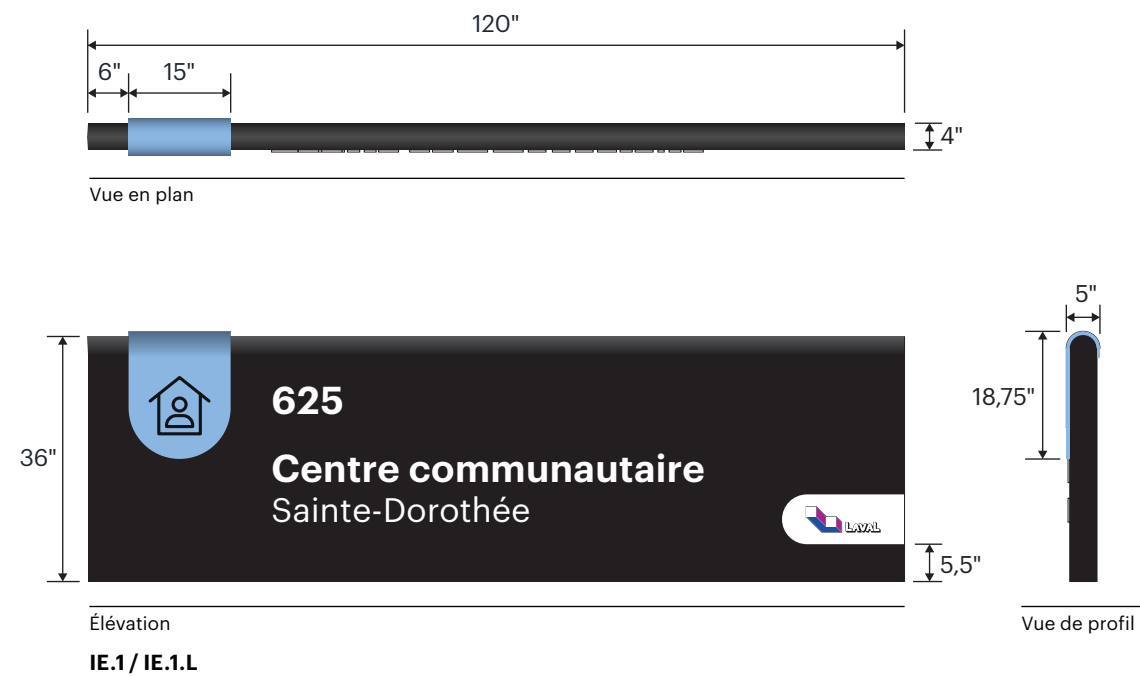 120"
6"
15"
4"
Vue en plan
5"
18,75"
36"
625
Centre communautaire
Sainte-Dorothée
LAVAL
5,5"
Élévation
Vue de profil
IE.1 / IE.1.L